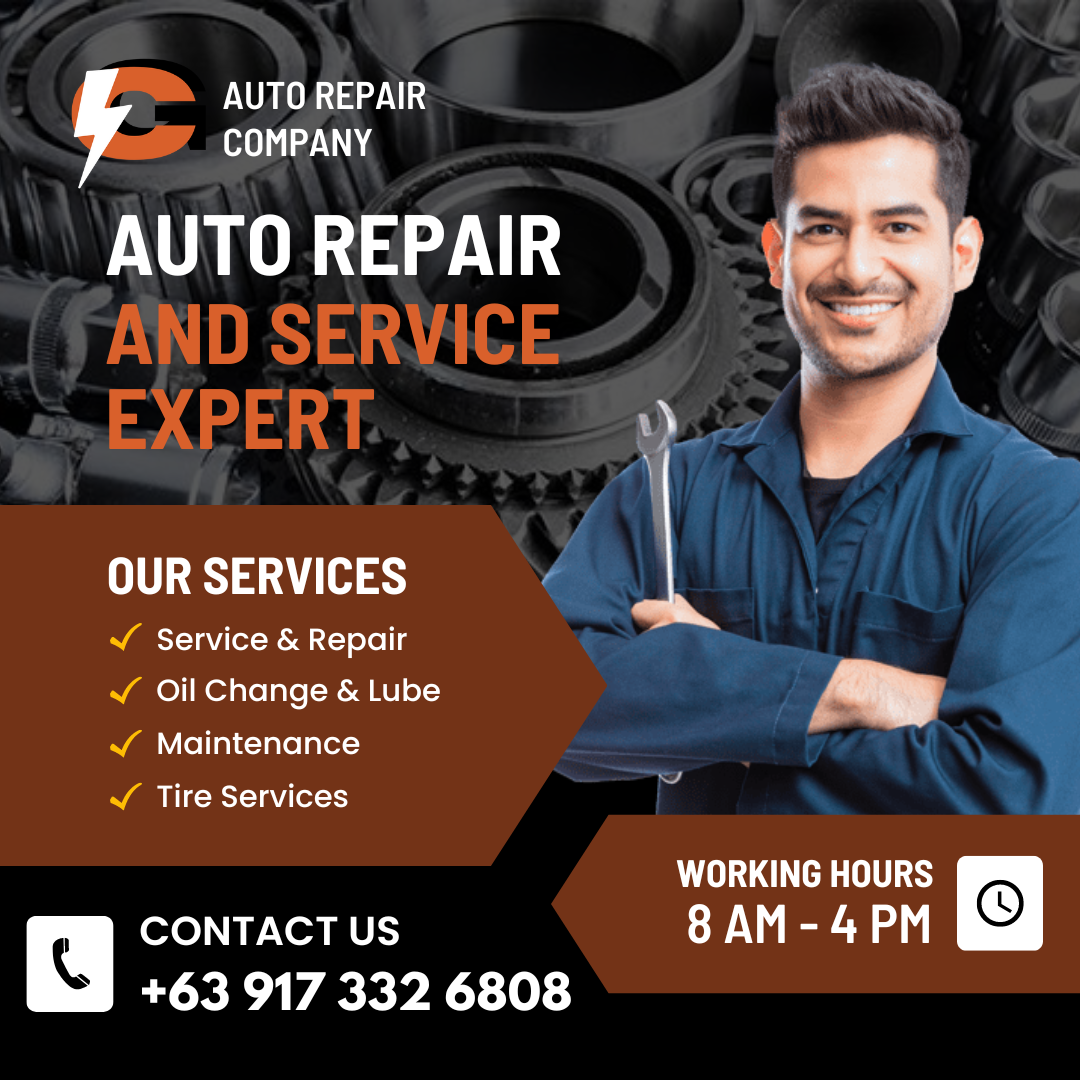 AUTO REPAIR
COMPANY
AUTO REPAIR
AND SERVICE
EXPERT
OUR SERVICES
Service & Repair
Oil Change & Lube
Maintenance
Tire Services
WORKING HOURS
8 AM - 4 PM
CONTACT US
+63 917 332 6808